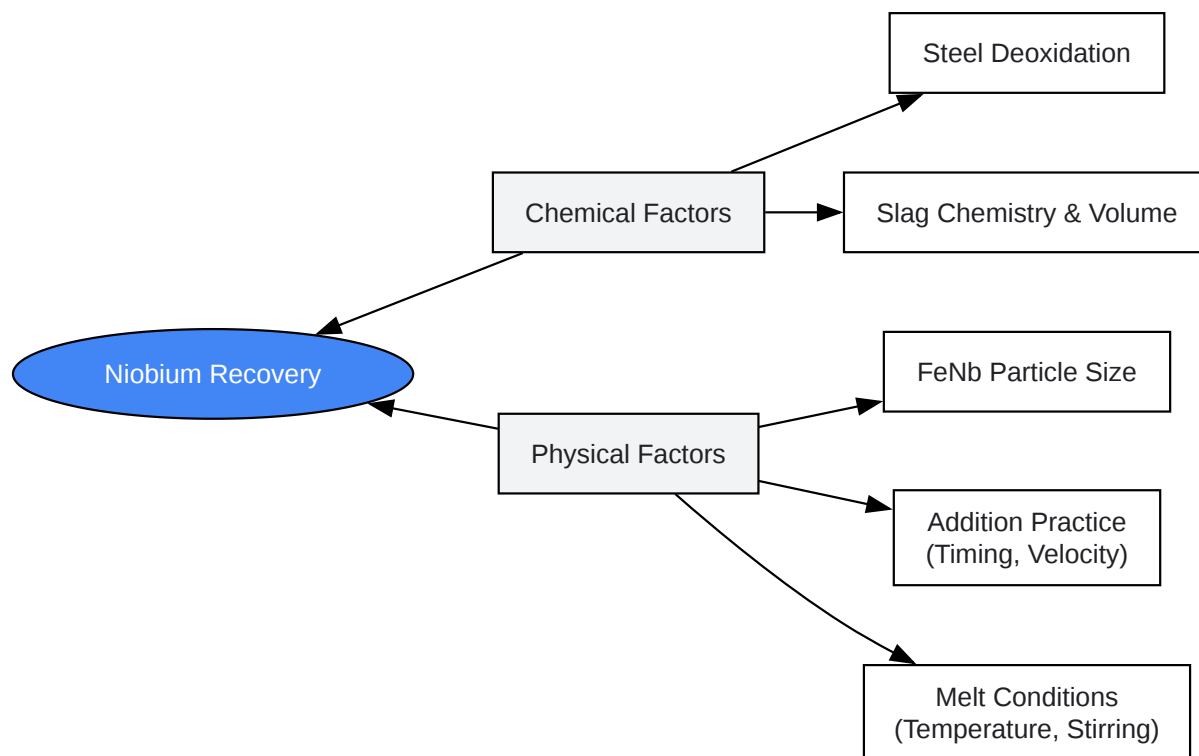 Steel Deoxidation
Chemical Factors
Slag Chemistry & Volume
Niobium Recovery
FeNb Particle Size
Physical Factors
Addition Practice
(Timing, Velocity)
Melt Conditions
(Temperature, Stirring)